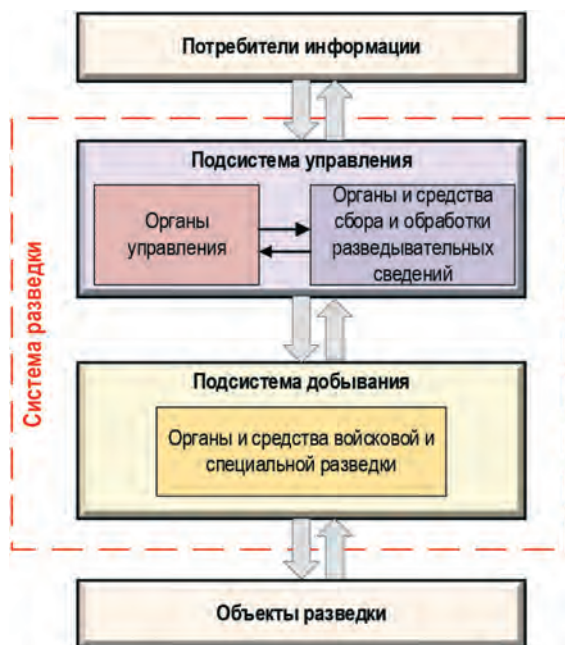 Потребители информации
Система разведки
Подсистема управления
Органы
управления
Органы и средства
сбора и обработки
разведывательных
сведений
Подсистема добывания
Органы и средства войсковой и
специальной разведки
Объекты разведки